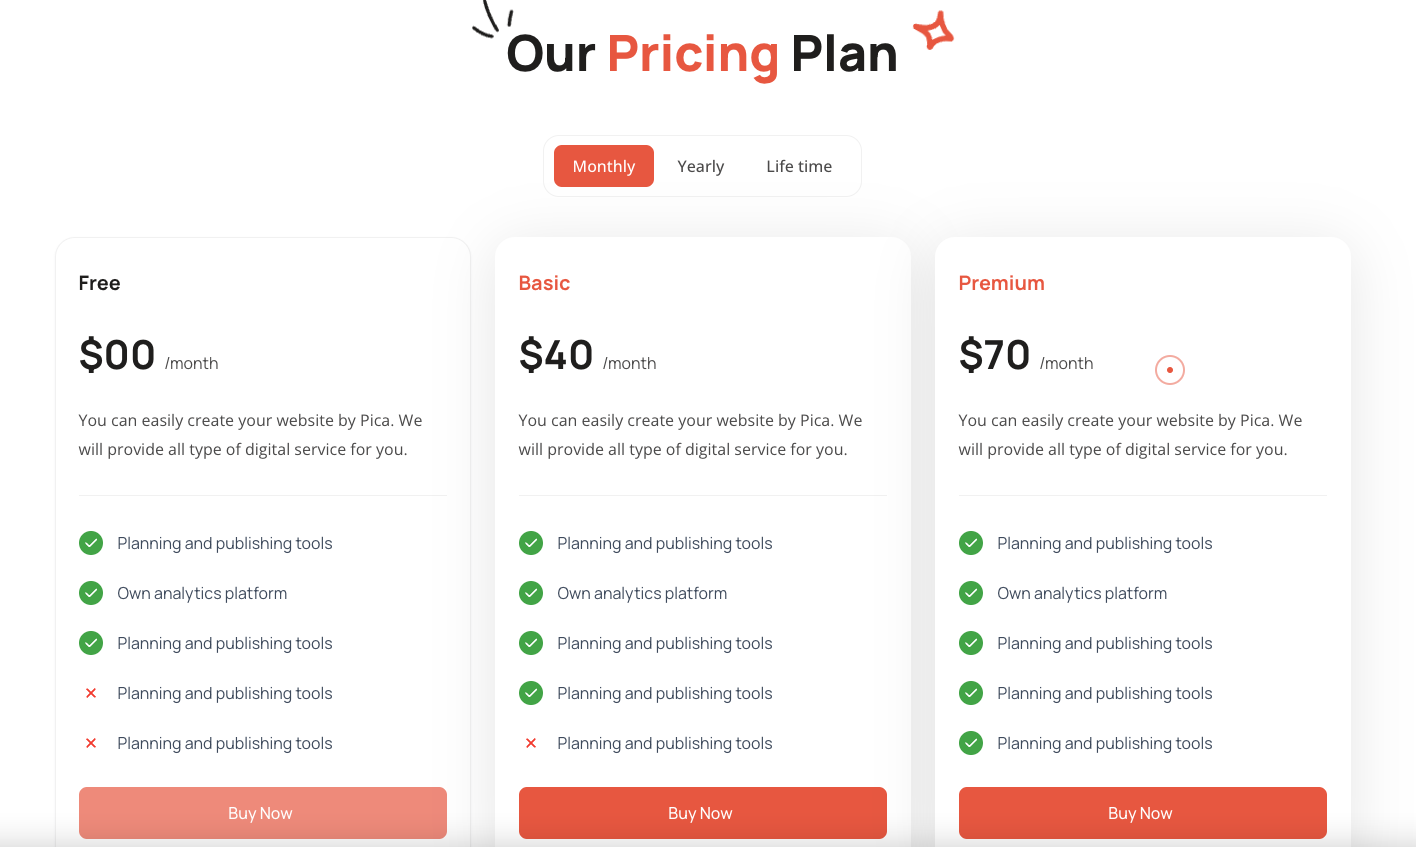 Our Pricing Plan
Monthly Yearly Life time
Free
$00 /month
You can easily create your website by Pica. We
will provide all type of digital service for you.
Planning and publishing tools
Own analytics platform
Planning and publishing tools
Planning and publishing tools
Planning and publishing tools
Buy Now
Basic
$40 /month
You can easily create your website by Pica. We
will provide all type of digital service for you.
Planning and publishing tools
Own analytics platform
Planning and publishing tools
Planning and publishing tools
Planning and publishing tools
Buy Now
Premium
$70 /month
You can easily create your website by Pica. We
will provide all type of digital service for you.
Planning and publishing tools
Own analytics platform
Planning and publishing tools
Planning and publishing tools
Planning and publishing tools
Buy Now